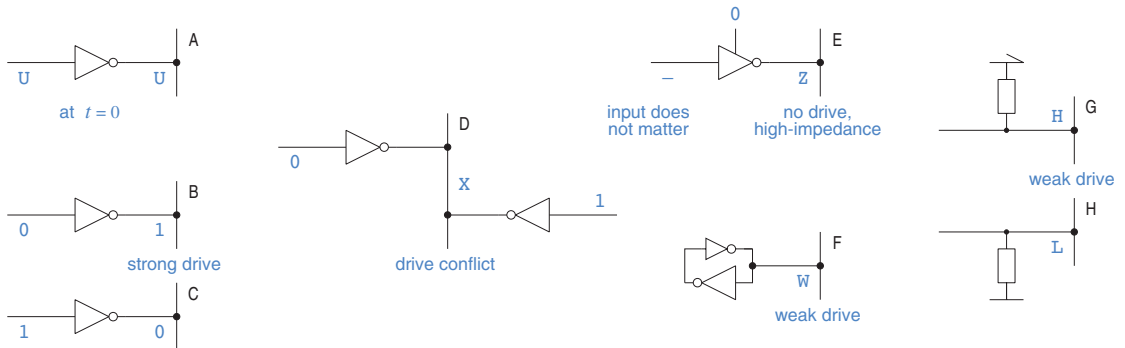 A
U
U
at t = 0
B
0
1
strong drive
C
1
0
D
0
X
1
drive conflict
0
E
–
Z
input does
not matter
no drive,
high-impedance
F
W
weak drive
G
H
weak drive
H
L